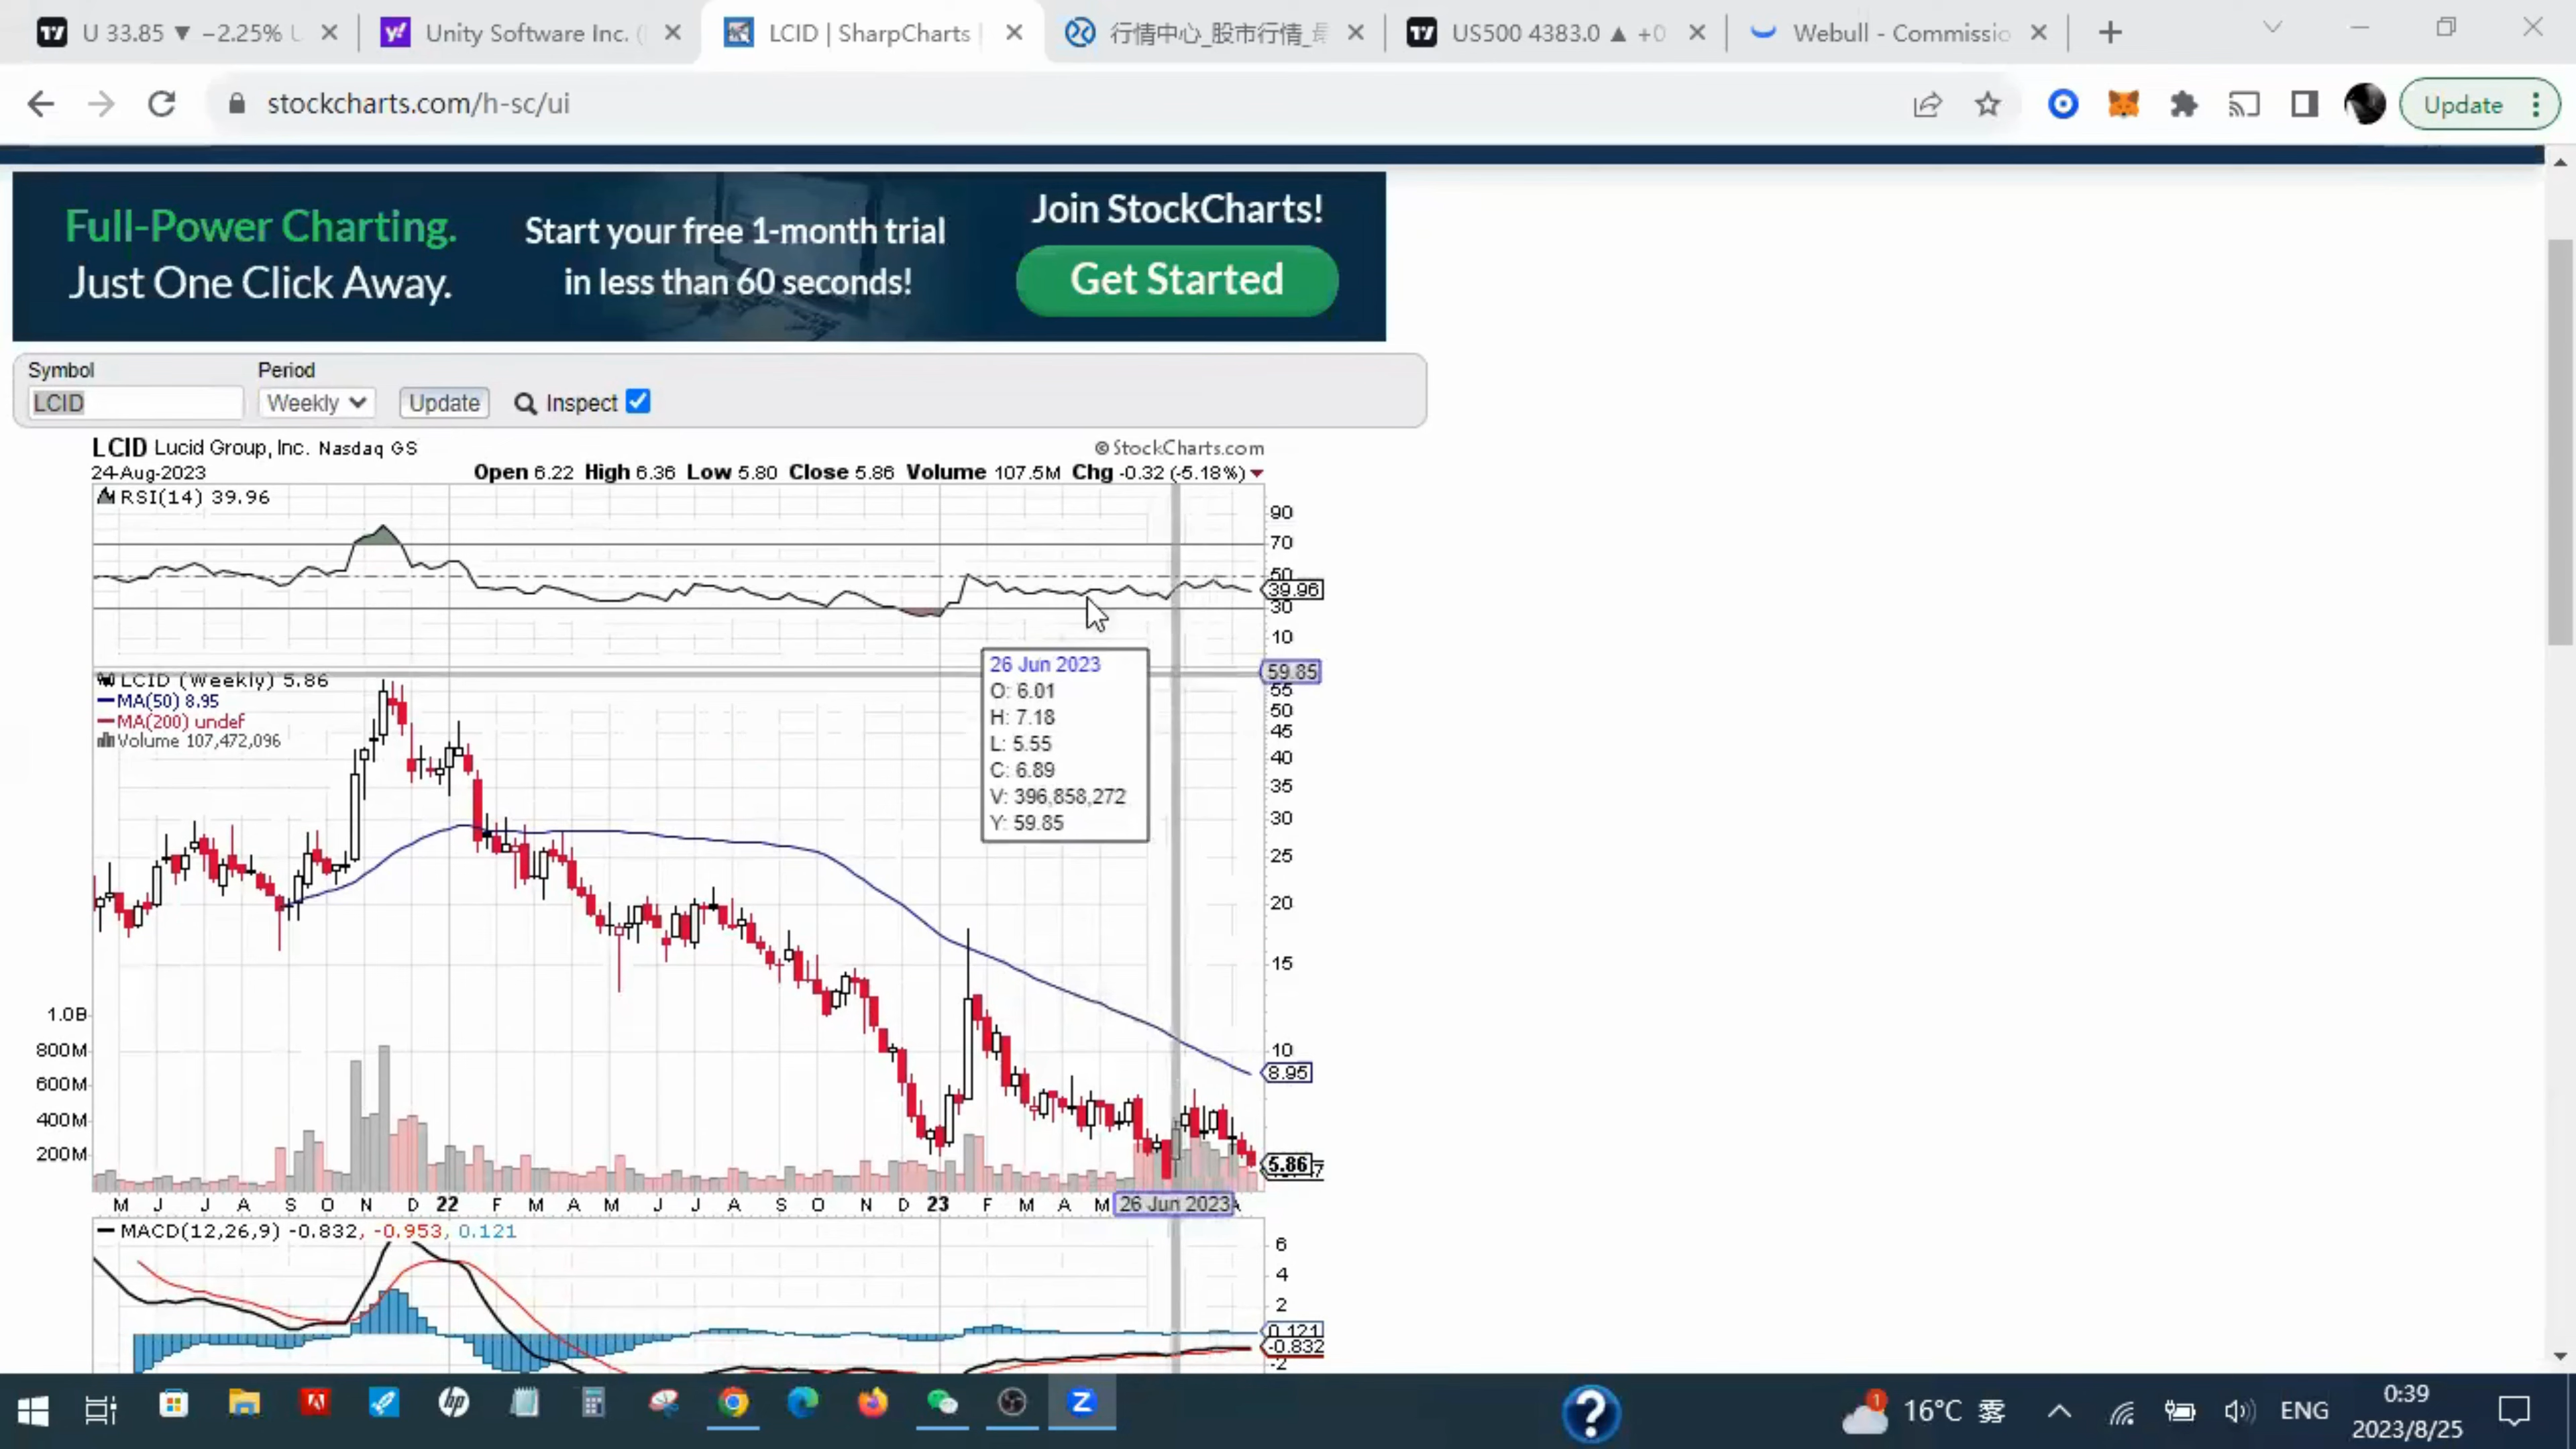 U 33.85 ▼ −2.25% U
Unity Software Inc. (
LCID | SharpCharts |
行情中心_股市行情_
US500 4383.0 ▲ +0
Webull - Commissio
stockcharts.com/h-sc/ui
Update
Full-Power Charting.
Just One Click Away.
Start your free 1-month trial
in less than 60 seconds!
Join StockCharts!
Get Started
Symbol
Period
LCID
Weekly
Update
Inspect
LCID Lucid Group, Inc. Nasdaq GS
© StockCharts.com
24-Aug-2023
Open 6.22 High 6.36 Low 5.80 Close 5.86 Volume 107.5M Chg -0.32 (-5.18%)
RSI(14) 39.96
90
70
50
39.96
30
10
59.85
LCID (Weekly) 5.86
MA(50) 8.95
MA(200) undef
Volume 107,472,096
26 Jun 2023
O: 6.01
H: 7.18
L: 5.55
C: 6.89
V: 396,858,272
Y: 59.85
55
50
45
40
35
30
25
20
15
10
8.95
5.86
1.0B
800M
600M
400M
200M
M J J A S O N D 22 F M A M J J A S O N D 23 F M A M 26 Jun 2023 A
MACD(12,26,9) -0.832, -0.953, 0.121
6
4
2
0.121
-0.832
-2
1
16°C 雾
ENG
0:39
2023/8/25